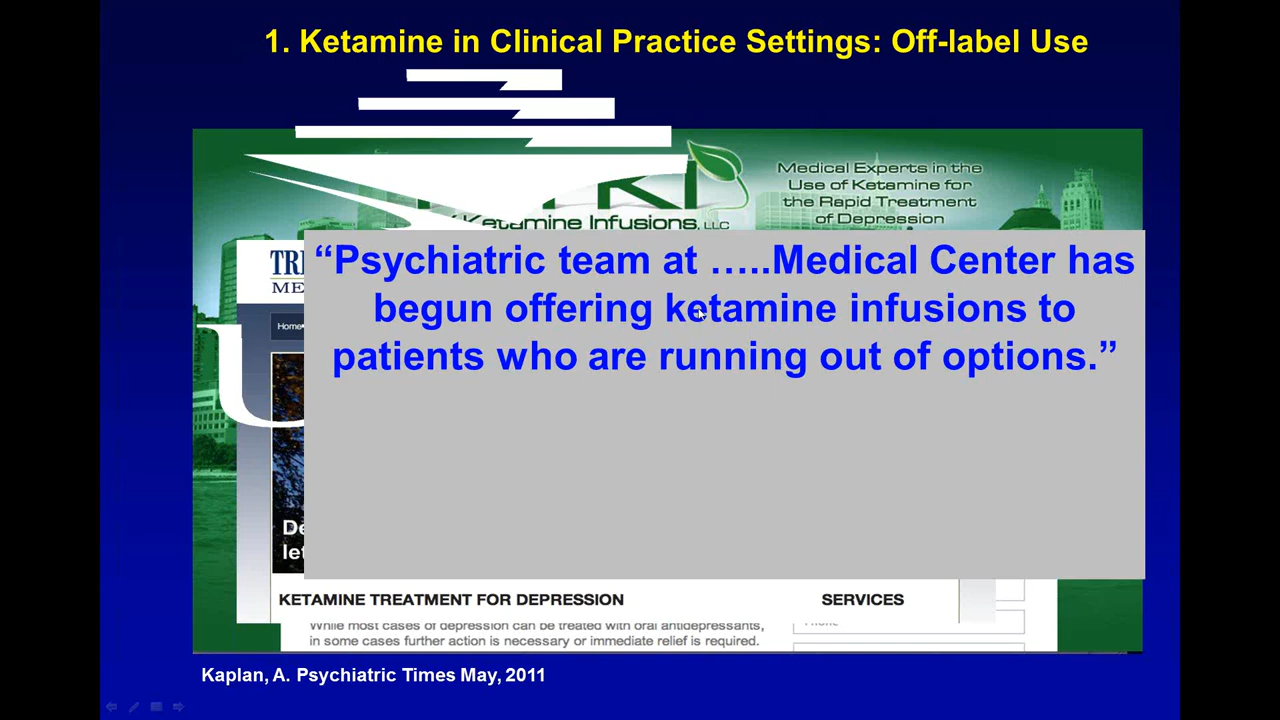 1. Ketamine in Clinical Practice Settings: Off-label Use
Medical Experts in the
Use of Ketamine for
the Rapid Treatment
of Depression
Ketamine Infusions, LLC
“Psychiatric team at …..Medical Center has
begun offering ketamine infusions to
patients who are running out of options.”
Home
KETAMINE TREATMENT FOR DEPRESSION
SERVICES
While most cases of depression can be treated with oral antidepressants,
in some cases further action is necessary or immediate relief is required.
Kaplan, A. Psychiatric Times May, 2011